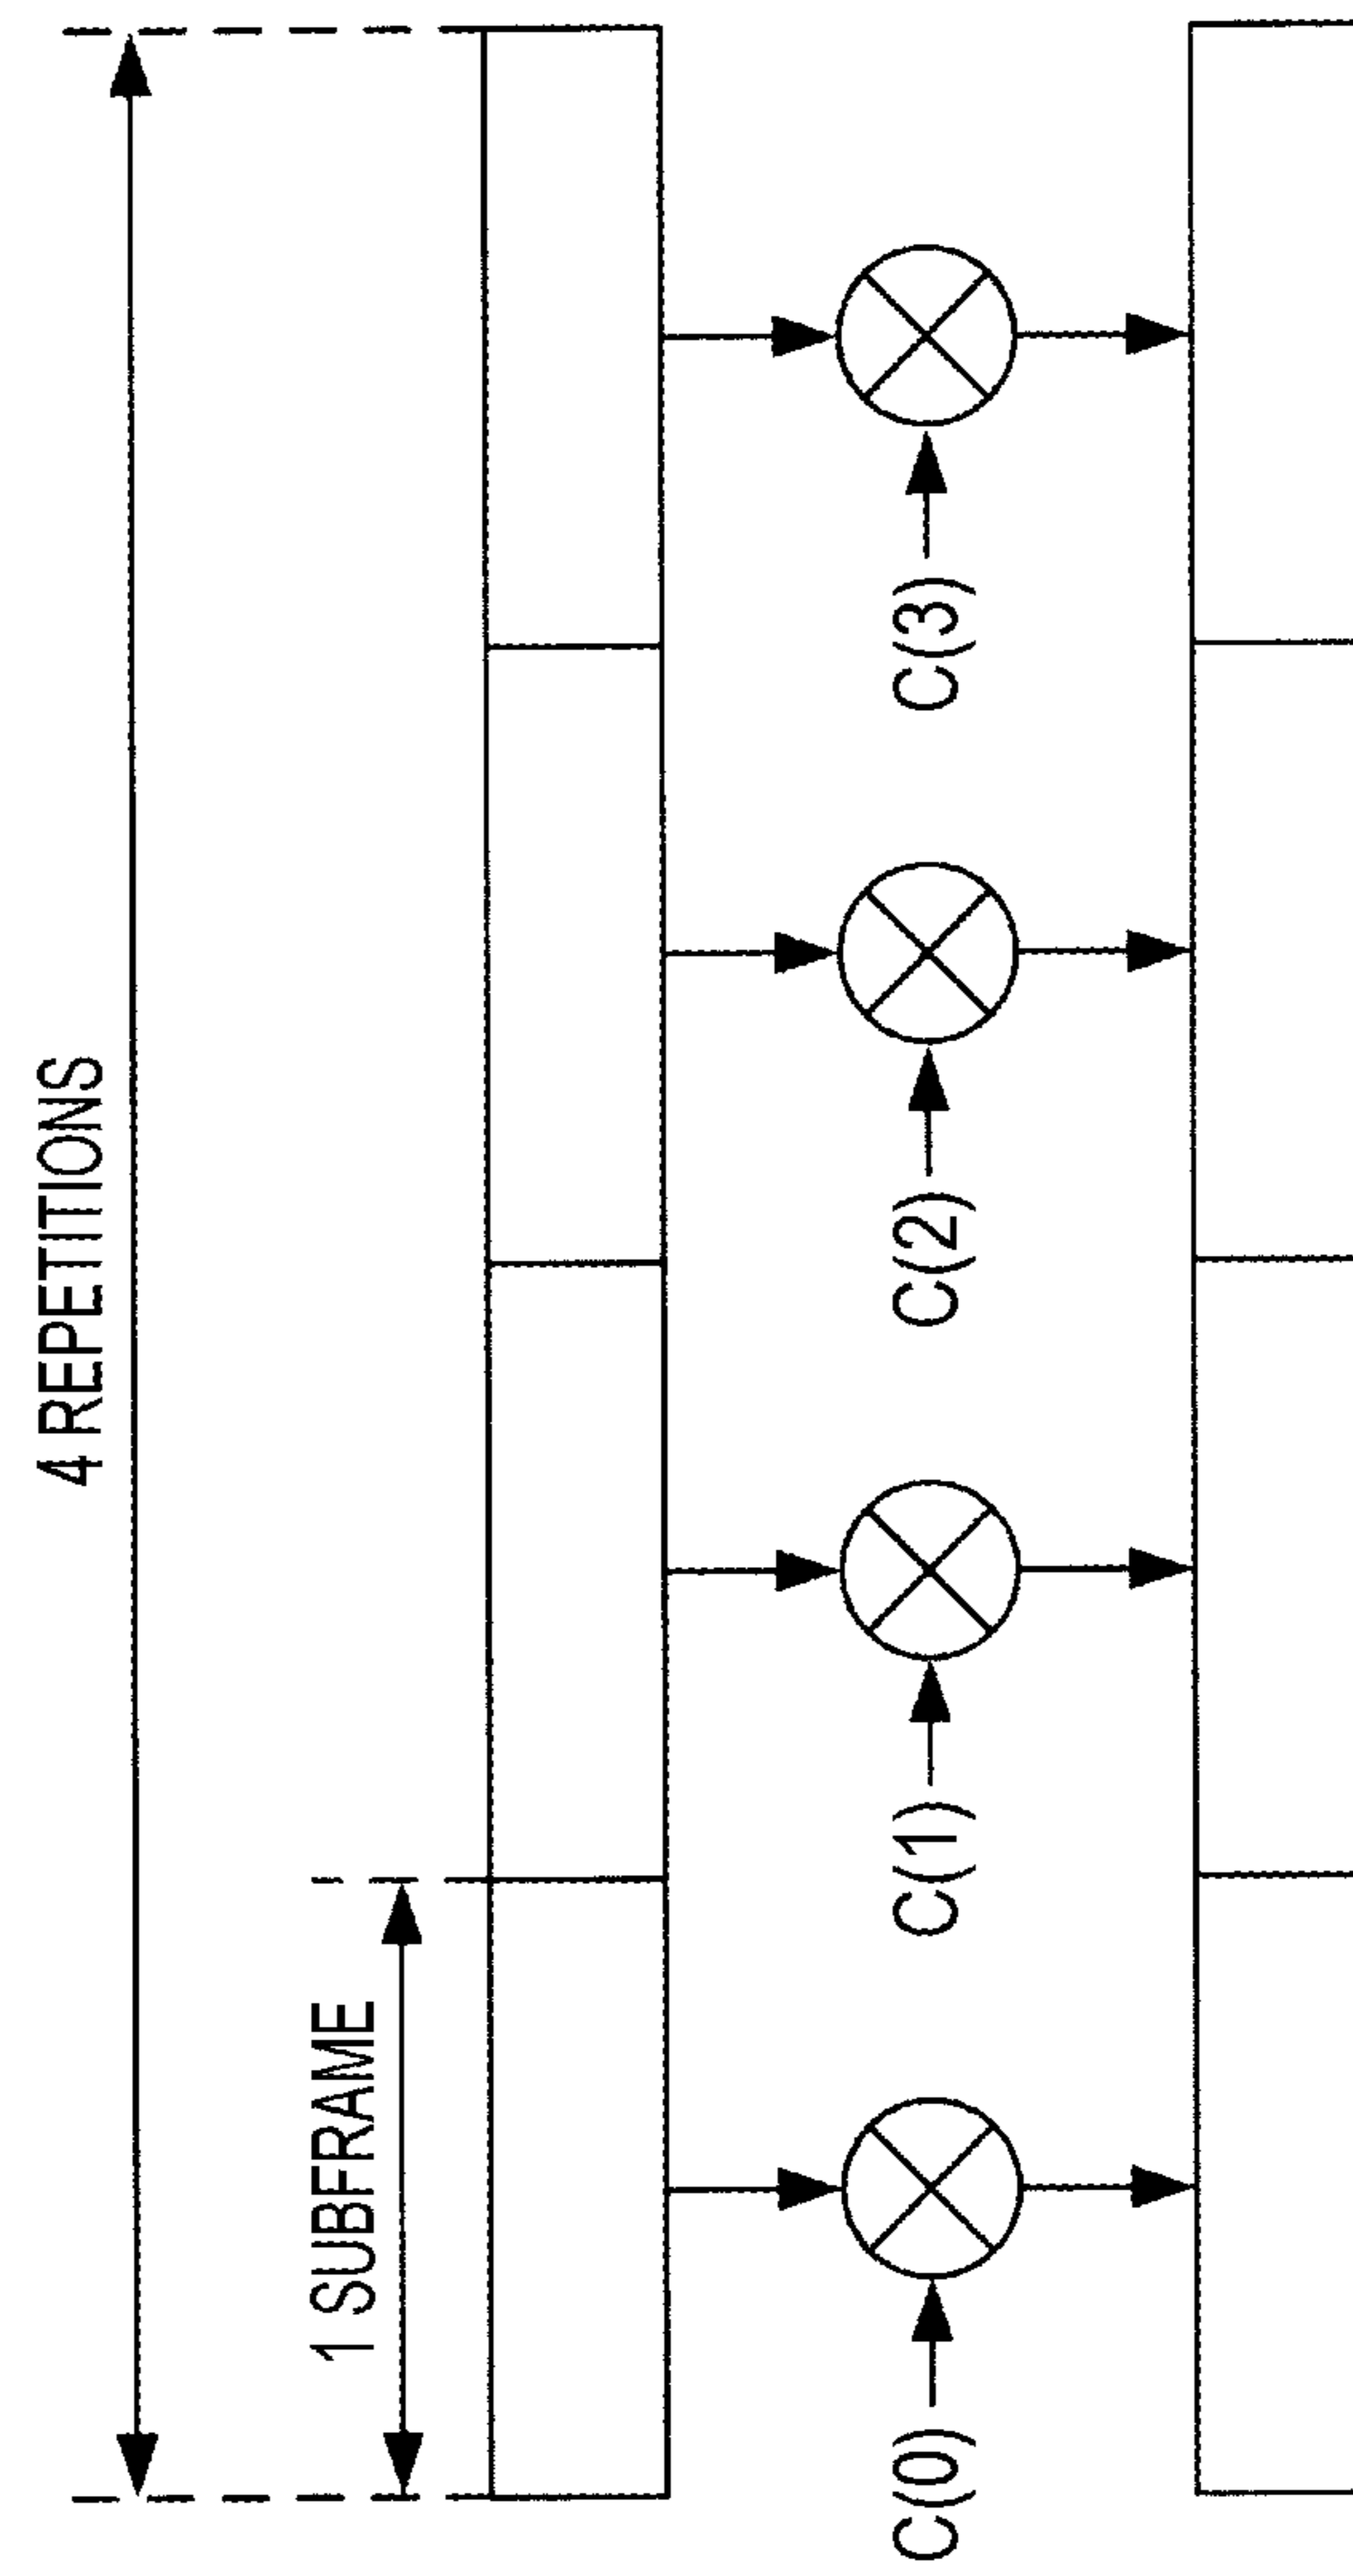 4 REPETITIONS
1 SUBFRAME
C(0)
C(1)
C(2)
C(3)